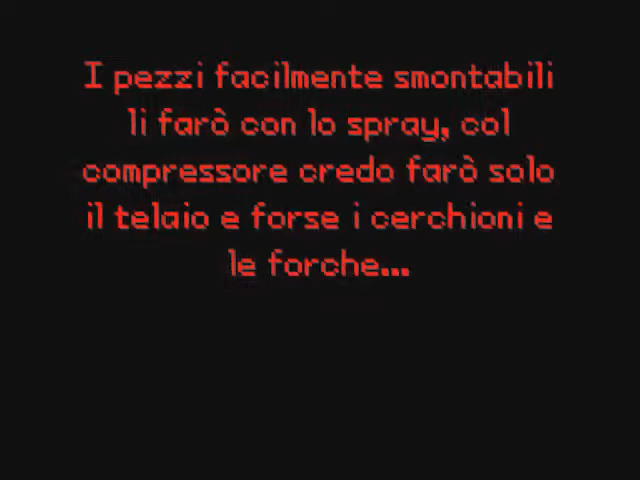 I pezzi facilmente smontabili
li farò con lo spray, col
compressore credo farò solo
il telaio e forse i cerchioni e
le forche...